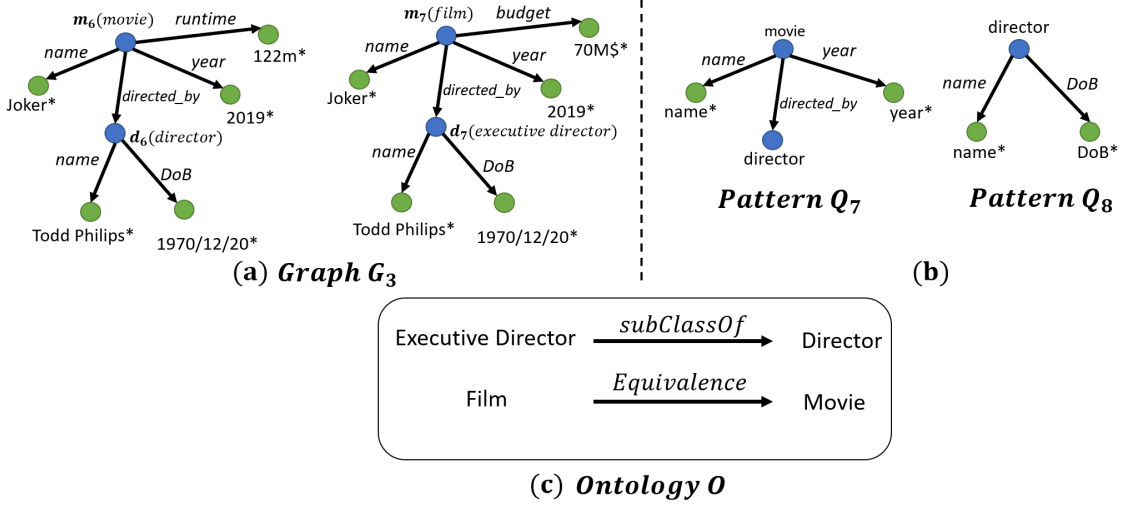 m₆(movie)
runtime
122m*
name
year
Joker*
directed_by
2019*
d₆(director)
name
DoB
Todd Philips*
1970/12/20*
m₇(film)
budget
70M$*
name
year
Joker*
directed_by
2019*
d₇(executive director)
name
DoB
Todd Philips*
1970/12/20*
(a) Graph G₃
movie
name
year
name*
directed_by
year*
director
Pattern Q₇
director
name
DoB
name*
DoB*
Pattern Q₈
(b)
Executive Director
subClassOf
Director
Film
Equivalence
Movie
(c) Ontology O